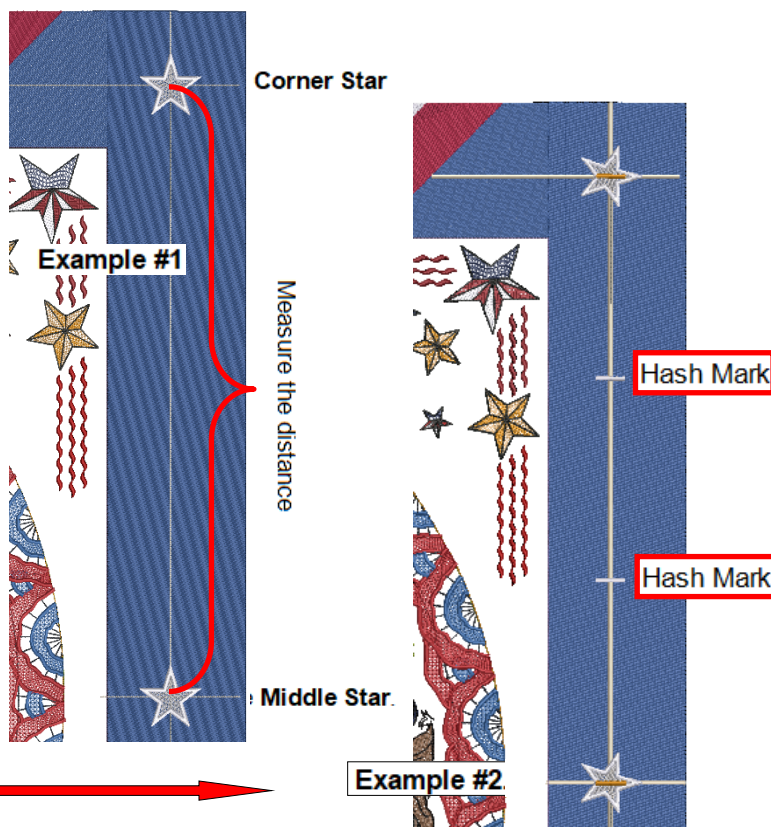 Corner Star
Example #1
Measure the distance
Middle Star.
Hash Mark
Hash Mark
Example #2.